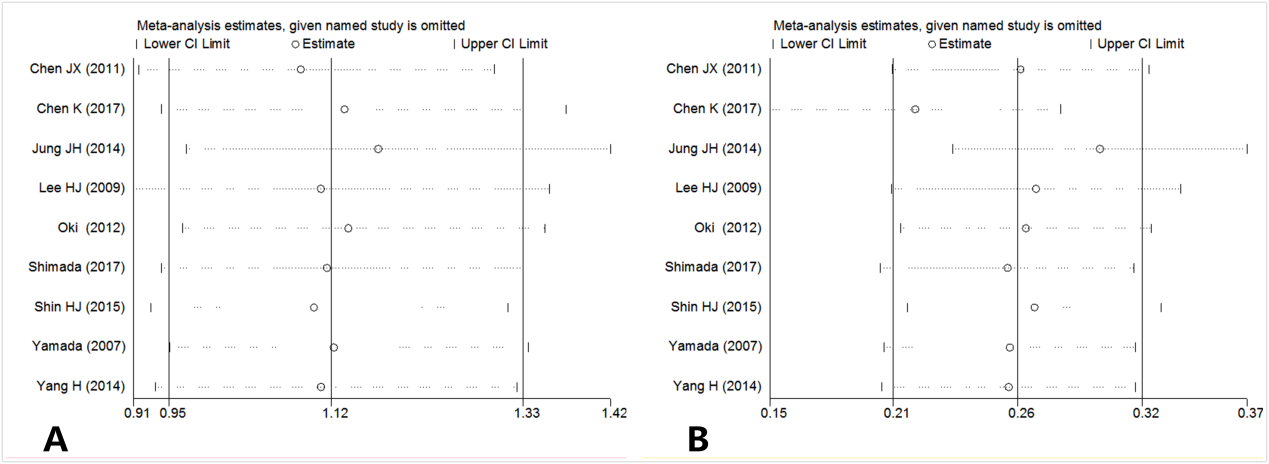 Meta-analysis estimates, given named study is omitted
Lower CI Limit Estimate Upper CI Limit
Chen JX (2011)
Chen K (2017)
Jung JH (2014)
Lee HJ (2009)
Oki (2012)
Shimada (2017)
Shin HJ (2015)
Yamada (2007)
Yang H (2014)
0.91 0.95 1.12 1.33 1.42
A
Meta-analysis estimates, given named study is omitted
Lower CI Limit Estimate Upper CI Limit
Chen JX (2011)
Chen K (2017)
Jung JH (2014)
Lee HJ (2009)
Oki (2012)
Shimada (2017)
Shin HJ (2015)
Yamada (2007)
Yang H (2014)
0.15 0.21 0.26 0.32 0.37
B